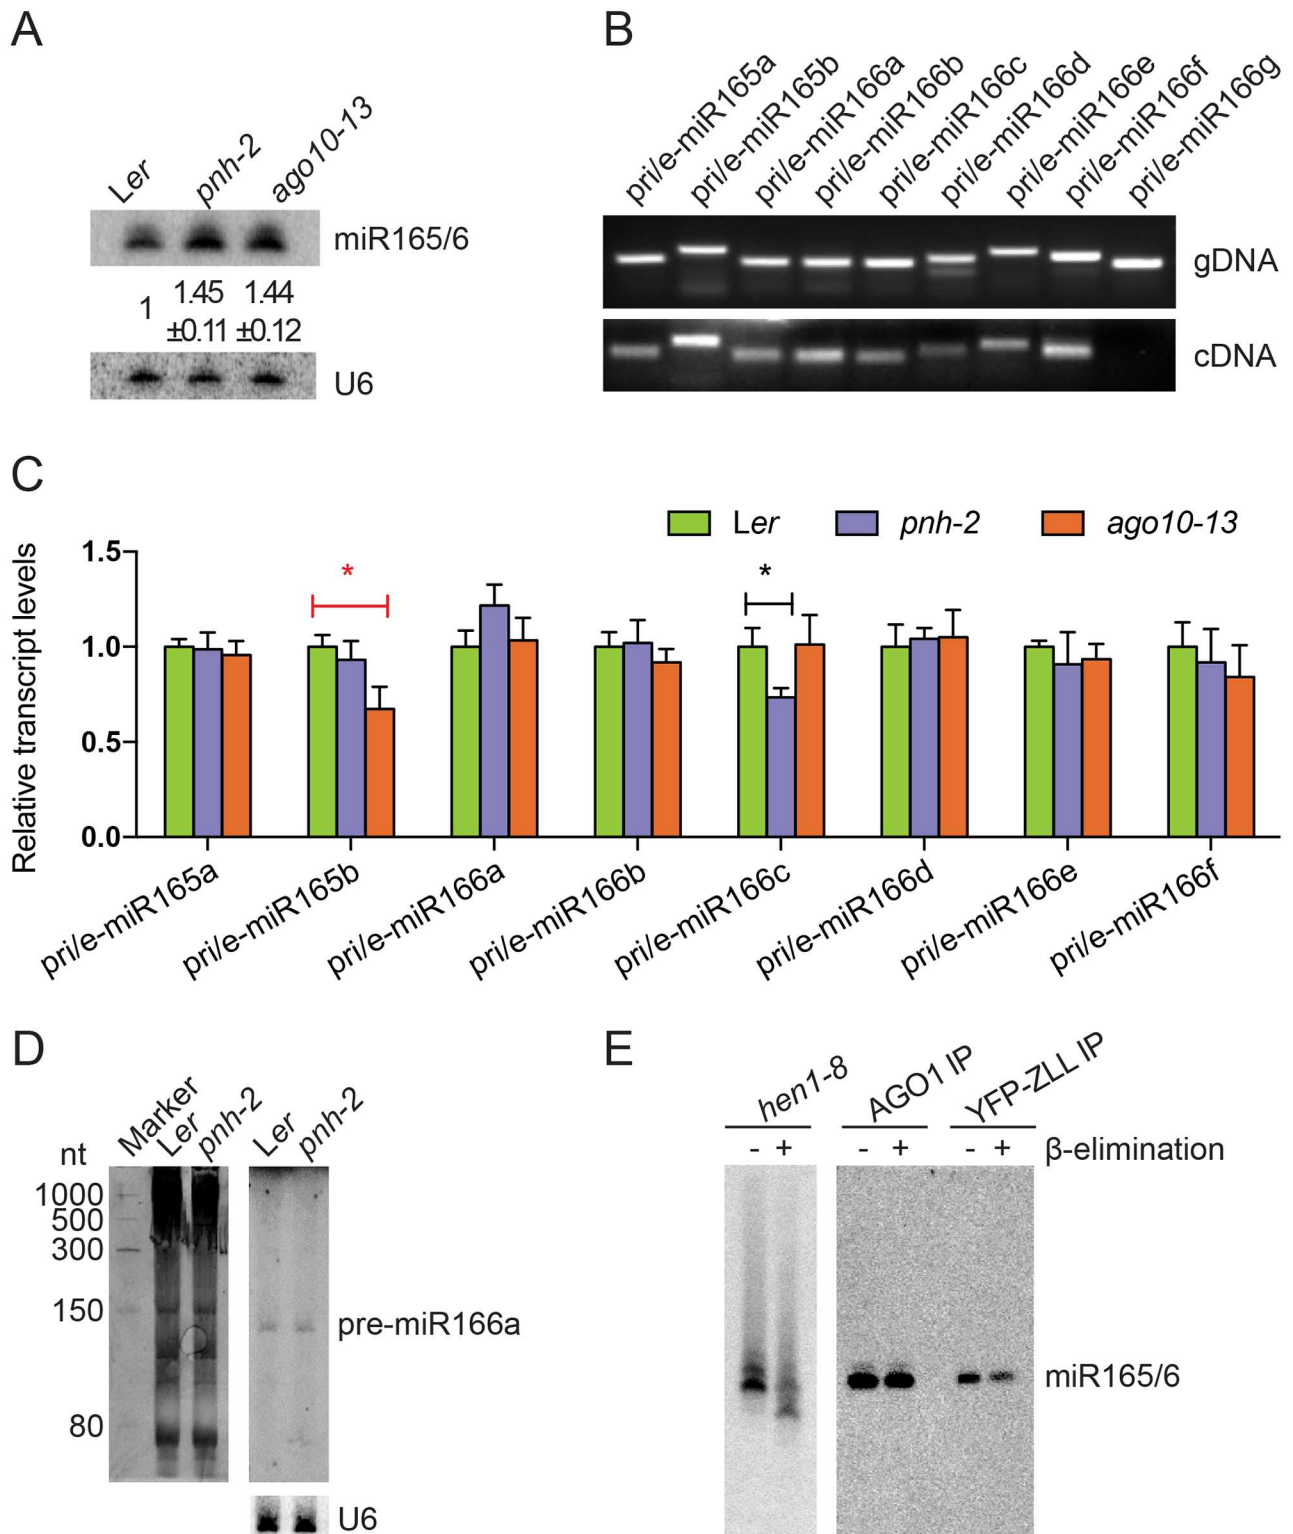 A
Ler
pnh-2
ago10-13
miR165/6
1
1.45
±0.11
1.44
±0.12
U6
B
pri/e-miR165a
pri/e-miR165b
pri/e-miR166a
pri/e-miR166b
pri/e-miR166c
pri/e-miR166d
pri/e-miR166e
pri/e-miR166f
pri/e-miR166g
gDNA
cDNA
C
Ler
pnh-2
ago10-13
Relative transcript levels
1.5
1.0
0.5
0.0
*
*
pri/e-miR165a
pri/e-miR165b
pri/e-miR166a
pri/e-miR166b
pri/e-miR166c
pri/e-miR166d
pri/e-miR166e
pri/e-miR166f
D
nt
Marker
Ler
pnh-2
Ler
pnh-2
1000
500
300
150
80
pre-miR166a
U6
E
hen1-8
AGO1 IP
YFP-ZLL IP
- + - + - + β-elimination
miR165/6